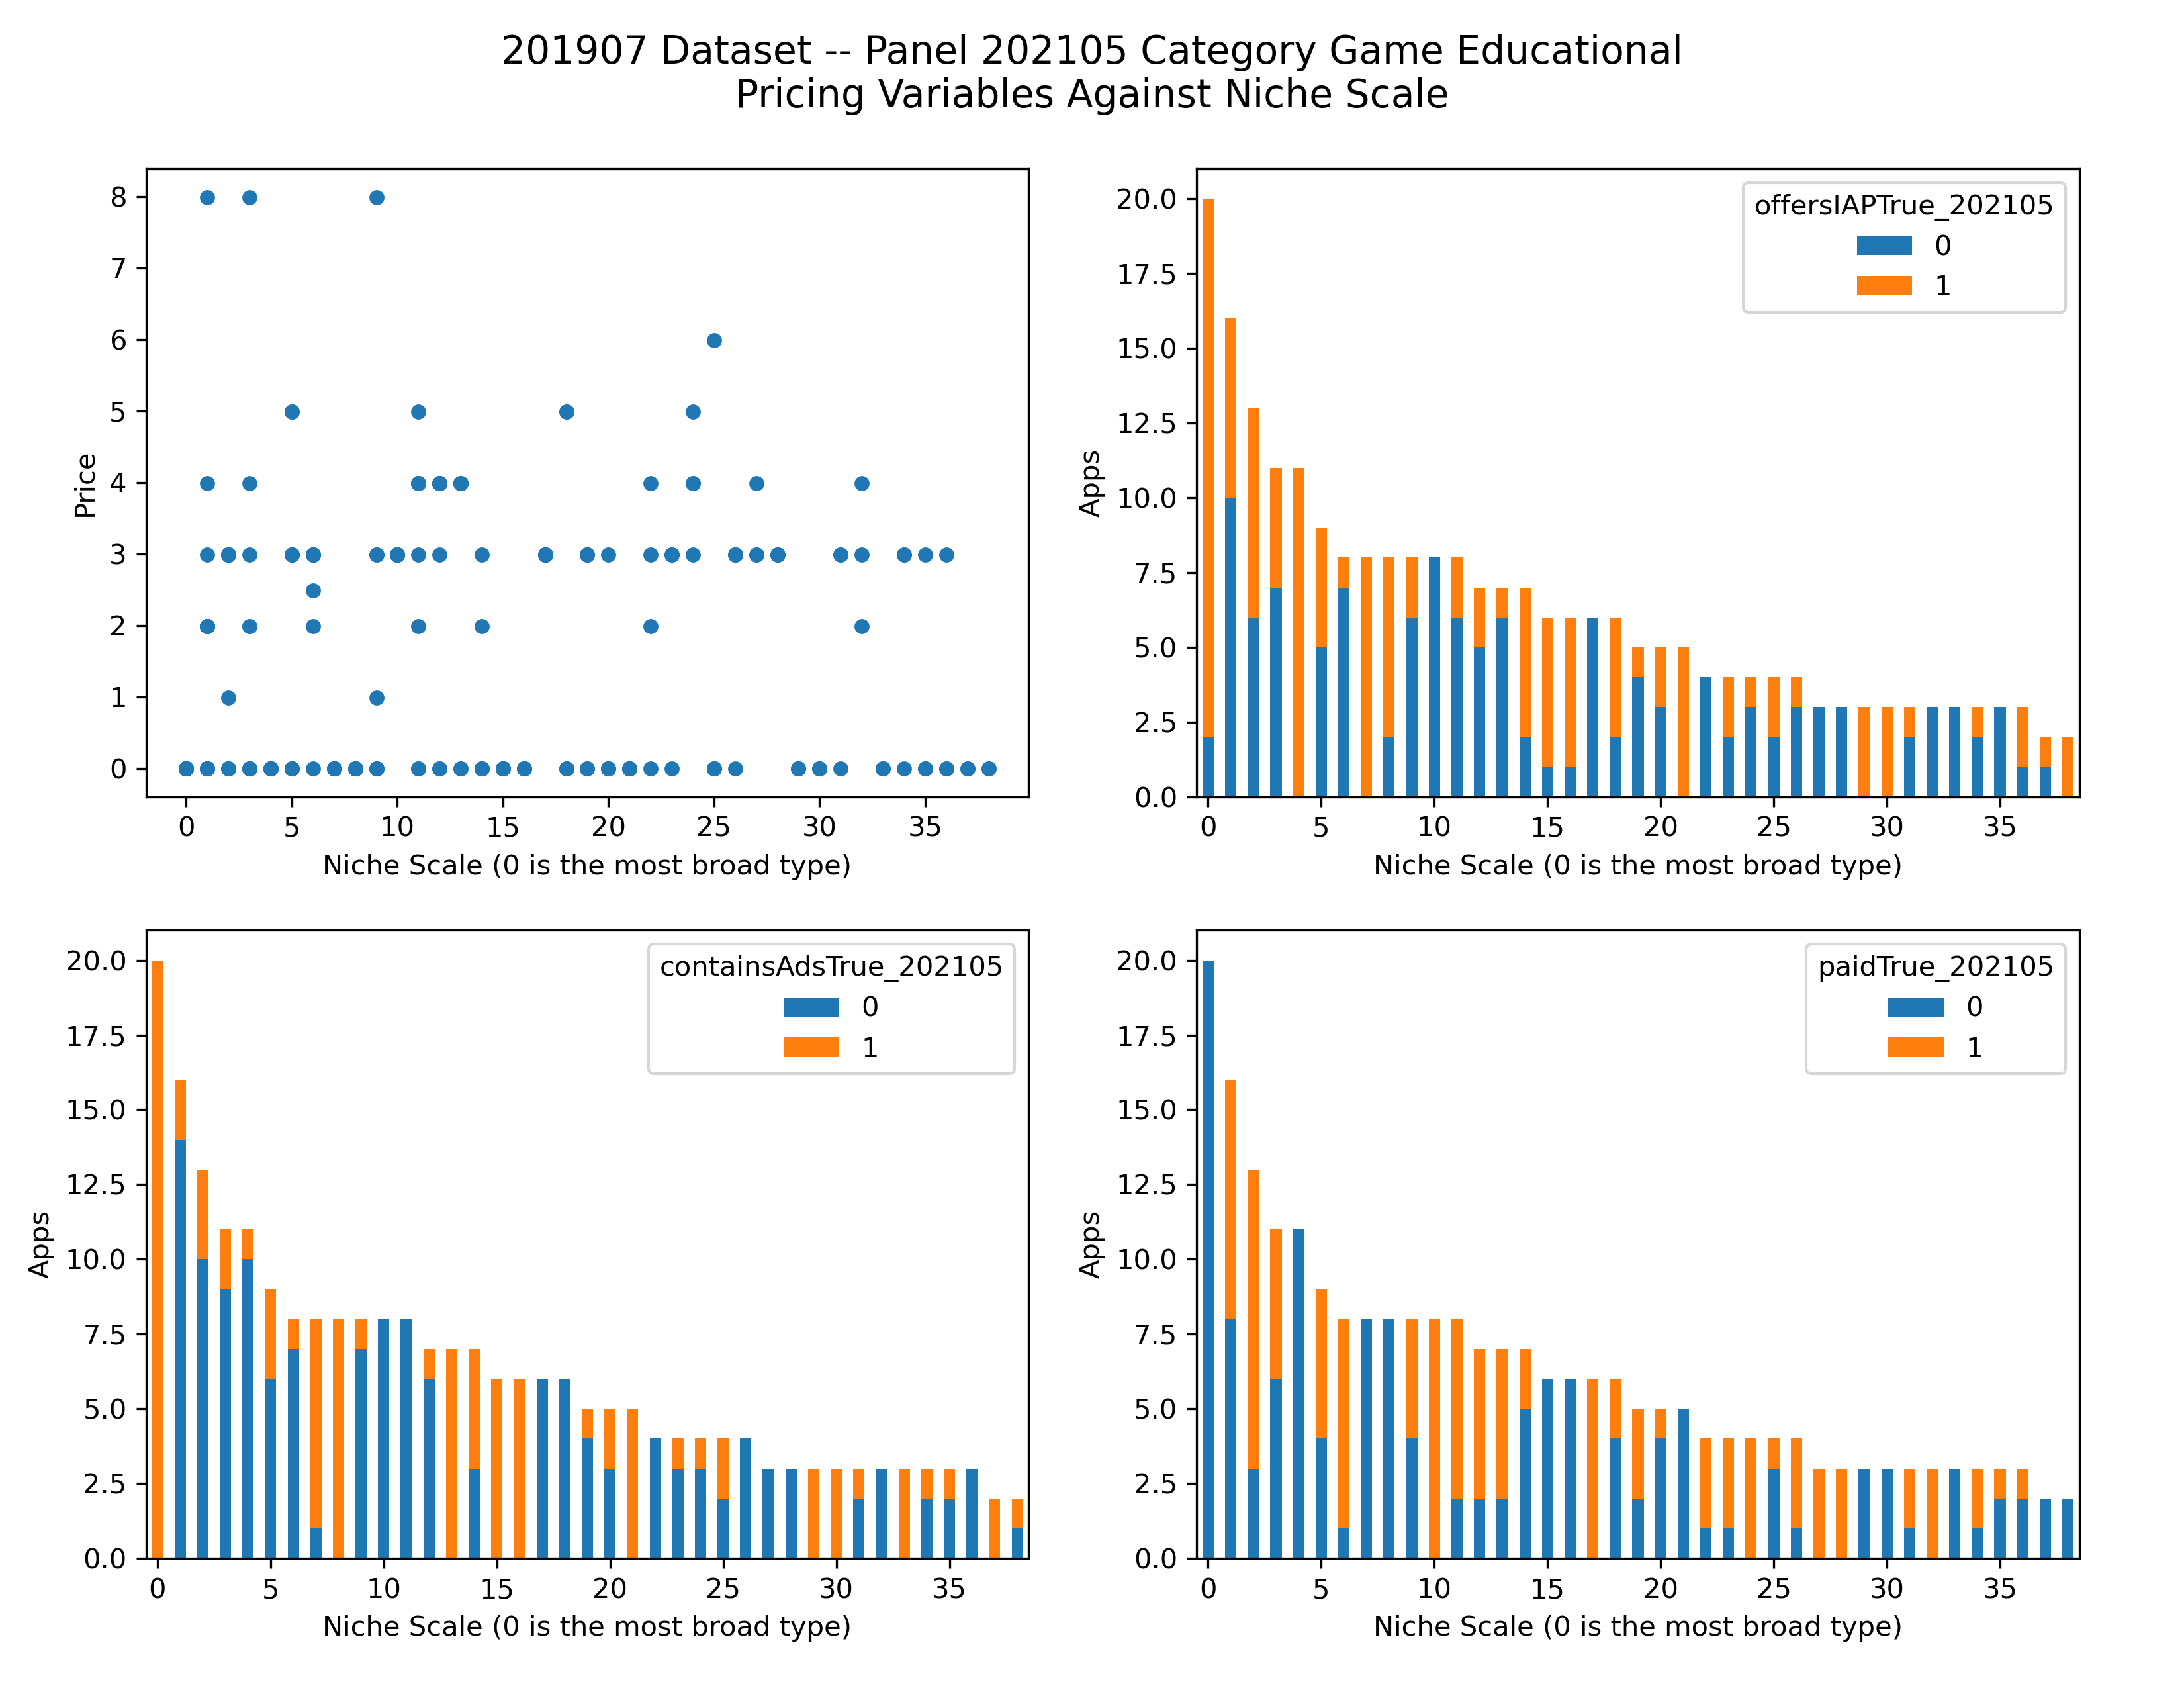 201907 Dataset -- Panel 202105 Category Game Educational
Pricing Variables Against Niche Scale
8
7
6
5
4
3
2
1
0
Price
0 5 10 15 20 25 30 35
Niche Scale (0 is the most broad type)
20.0
17.5
15.0
12.5
10.0
7.5
5.0
2.5
0.0
Apps
offersIAPTrue_202105
0
1
0 5 10 15 20 25 30 35
Niche Scale (0 is the most broad type)
20.0
17.5
15.0
12.5
10.0
7.5
5.0
2.5
0.0
Apps
containsAdsTrue_202105
0
1
0 5 10 15 20 25 30 35
Niche Scale (0 is the most broad type)
20.0
17.5
15.0
12.5
10.0
7.5
5.0
2.5
0.0
Apps
paidTrue_202105
0
1
0 5 10 15 20 25 30 35
Niche Scale (0 is the most broad type)